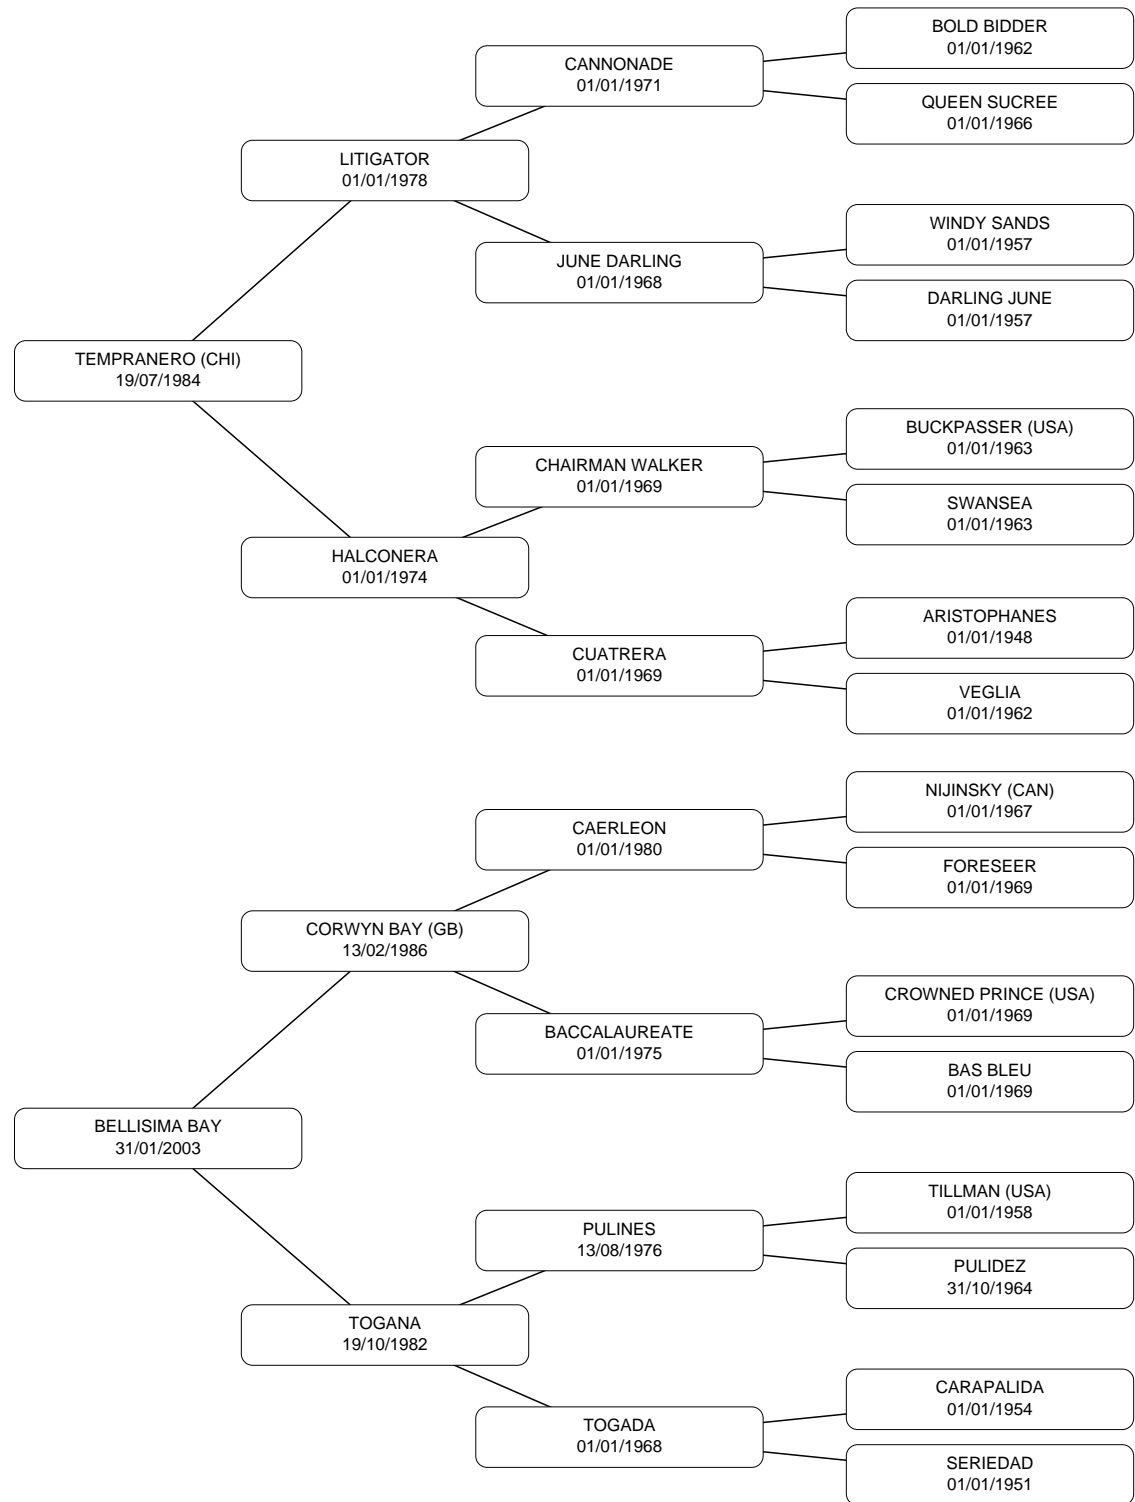 BOLD BIDDER
01/01/1962
CANNONADE
01/01/1971
QUEEN SUCREE
01/01/1966
LITIGATOR
01/01/1978
WINDY SANDS
01/01/1957
JUNE DARLING
01/01/1968
DARLING JUNE
01/01/1957
TEMPRANERO (CHI)
19/07/1984
BUCKPASSER (USA)
01/01/1963
CHAIRMAN WALKER
01/01/1969
SWANSEA
01/01/1963
HALCONERA
01/01/1974
ARISTOPHANES
01/01/1948
CUATRERA
01/01/1969
VEGLIA
01/01/1962
NIJINSKY (CAN)
01/01/1967
CAERLEON
01/01/1980
FORESEER
01/01/1969
CORWYN BAY (GB)
13/02/1986
CROWNED PRINCE (USA)
01/01/1969
BACCALAUREATE
01/01/1975
BAS BLEU
01/01/1969
BELLISIMA BAY
31/01/2003
TILLMAN (USA)
01/01/1958
PULINES
13/08/1976
PULIDEZ
31/10/1964
TOGANA
19/10/1982
CARAPALIDA
01/01/1954
TOGADA
01/01/1968
SERIEDAD
01/01/1951